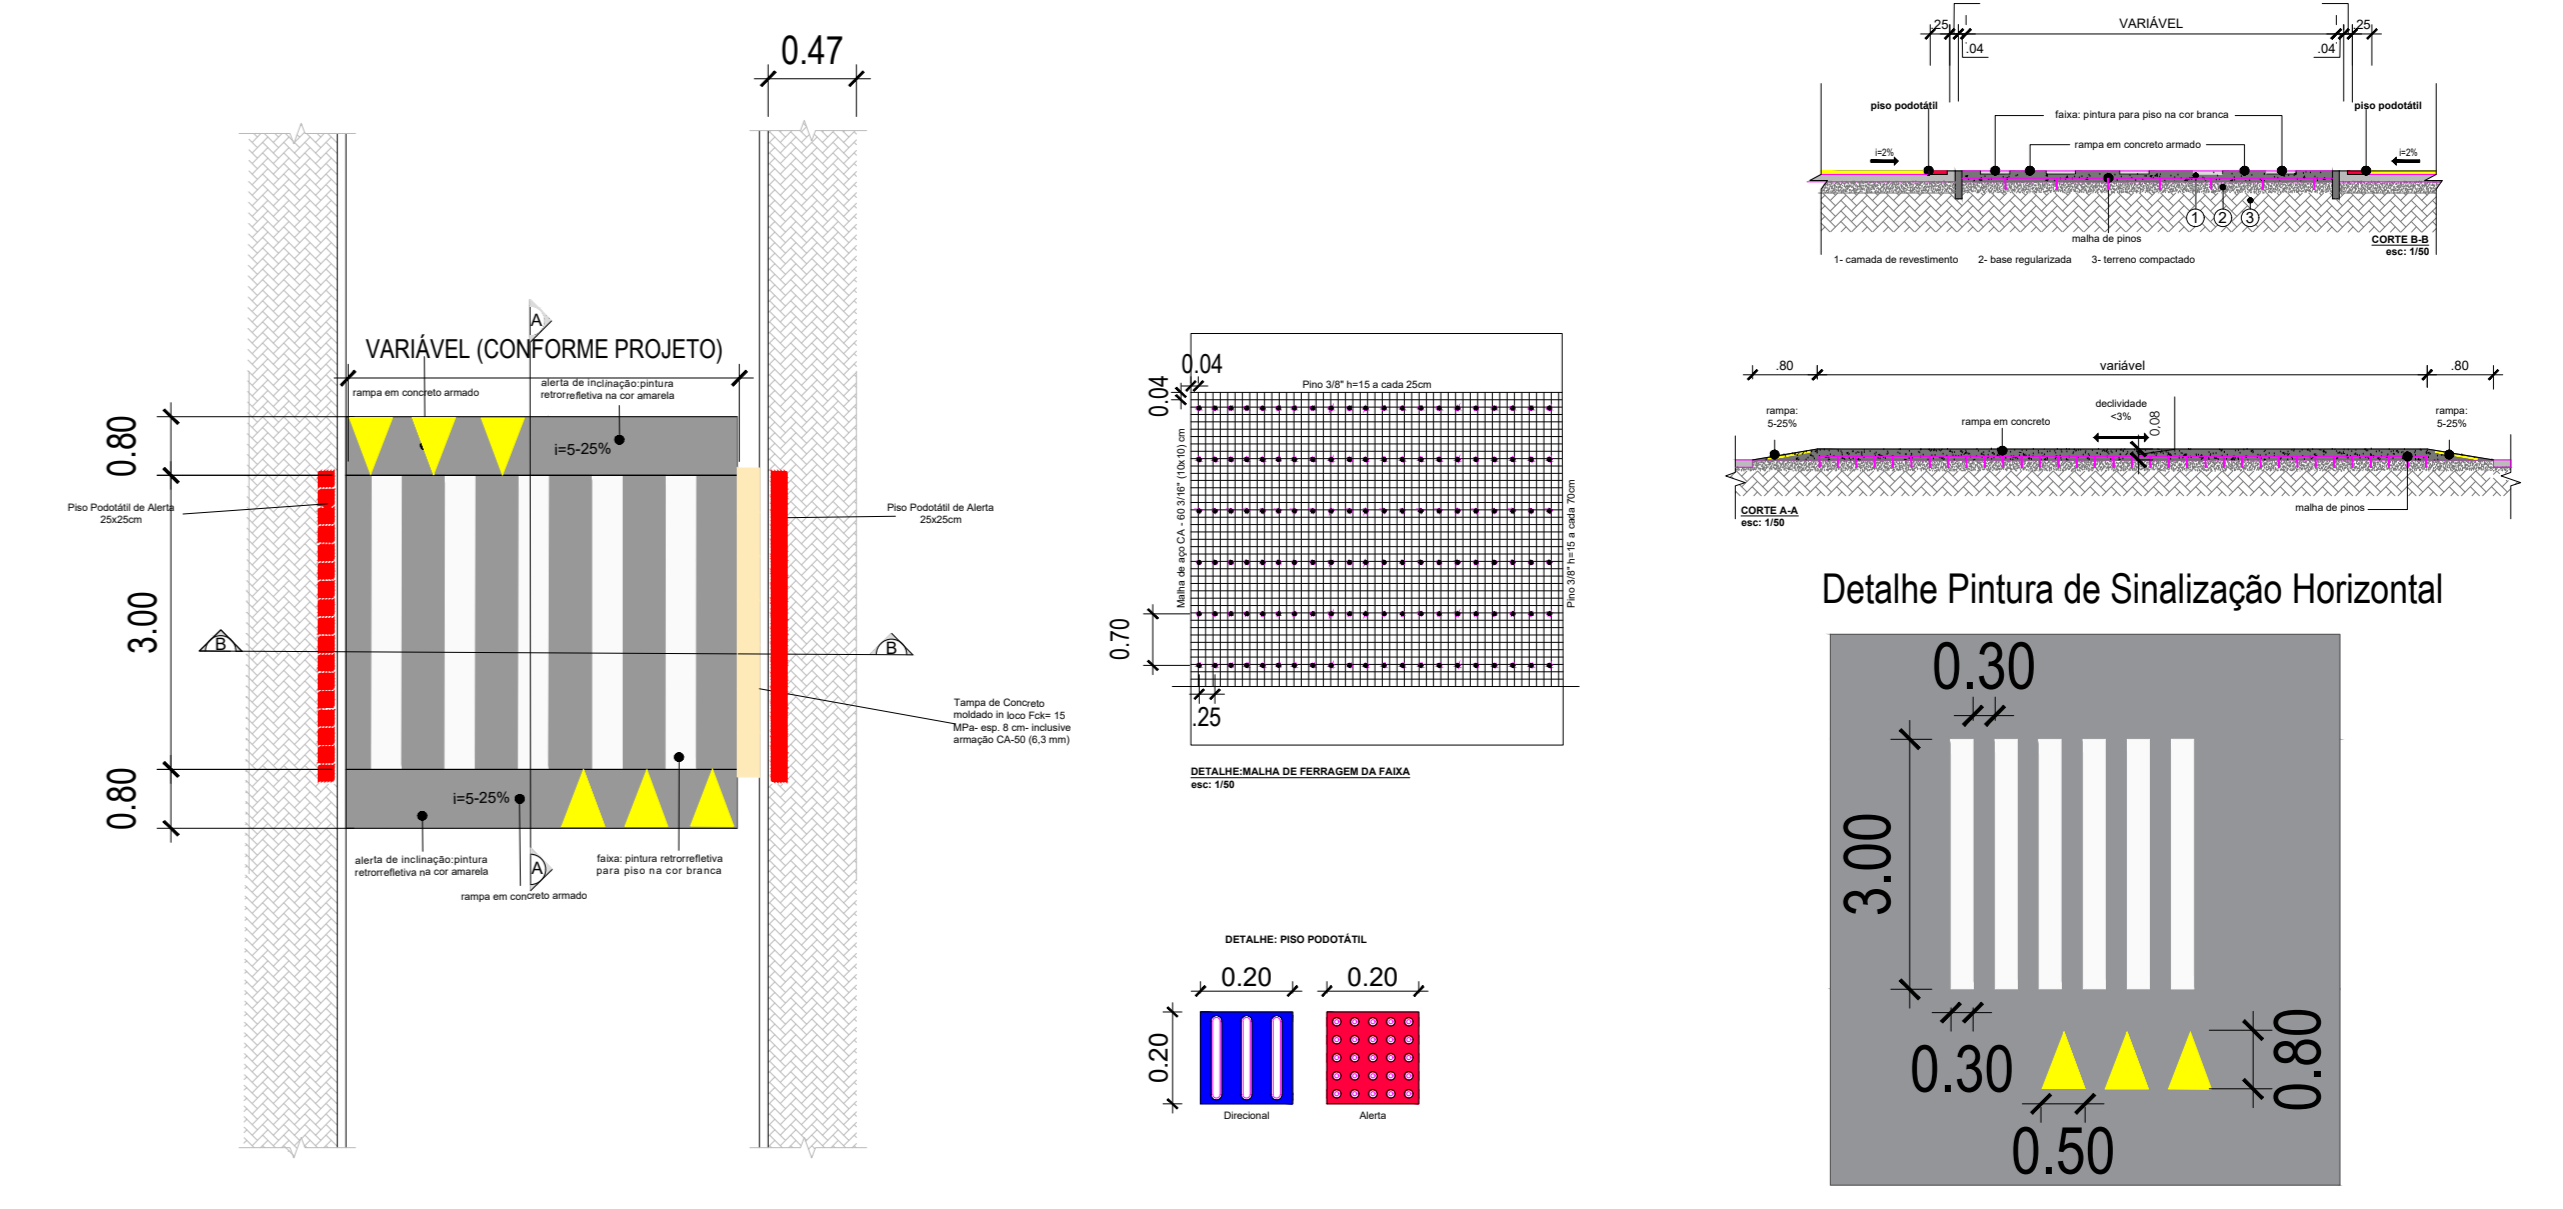 0.47
VARIÁVEL (CONFORME PROJETO)
rampa em concreto armado
alerta de inclinação:pintura
retrorrefletiva na cor amarela
0.80
i=5-25%
Piso Podotátil de Alerta
25x25cm
Piso Podotátil de Alerta
25x25cm
A
3.00
B
B
Tampa de Concreto
moldado in loco Fck= 15
MPa- esp. 8 cm- inclusive
armação CA-50 (6,3 mm)
0.80
i=5-25%
alerta de inclinação:pintura
retrorrefletiva na cor amarela
A
faixa: pintura retrorrefletiva
para piso na cor branca
rampa em concreto armado
0.04
0.04
Pino 3/8" h=15 a cada 25cm
Malha de aço CA - 60 3/16" (10x10) cm
Pino 3/8" h=15 a cada 70cm
0.70
.25
DETALHE:MALHA DE FERRAGEM DA FAIXA
esc: 1/50
DETALHE: PISO PODOTÁTIL
0.20
0.20
0.20
Direcional
Alerta
.25
VARIÁVEL
.25
.04
.04
piso podotátil
piso podotátil
faixa: pintura para piso na cor branca
rampa em concreto armado
i=2%
i=2%
1
2
3
malha de pinos
CORTE B-B
esc: 1/50
1- camada de revestimento 2- base regularizada 3- terreno compactado
.80
variável
.80
rampa:
5-25%
rampa em concreto
declividade
<3%
0,08
rampa:
5-25%
CORTE A-A
esc: 1/50
malha de pinos
Detalhe Pintura de Sinalização Horizontal
0.30
3.00
0.30
0.80
0.50